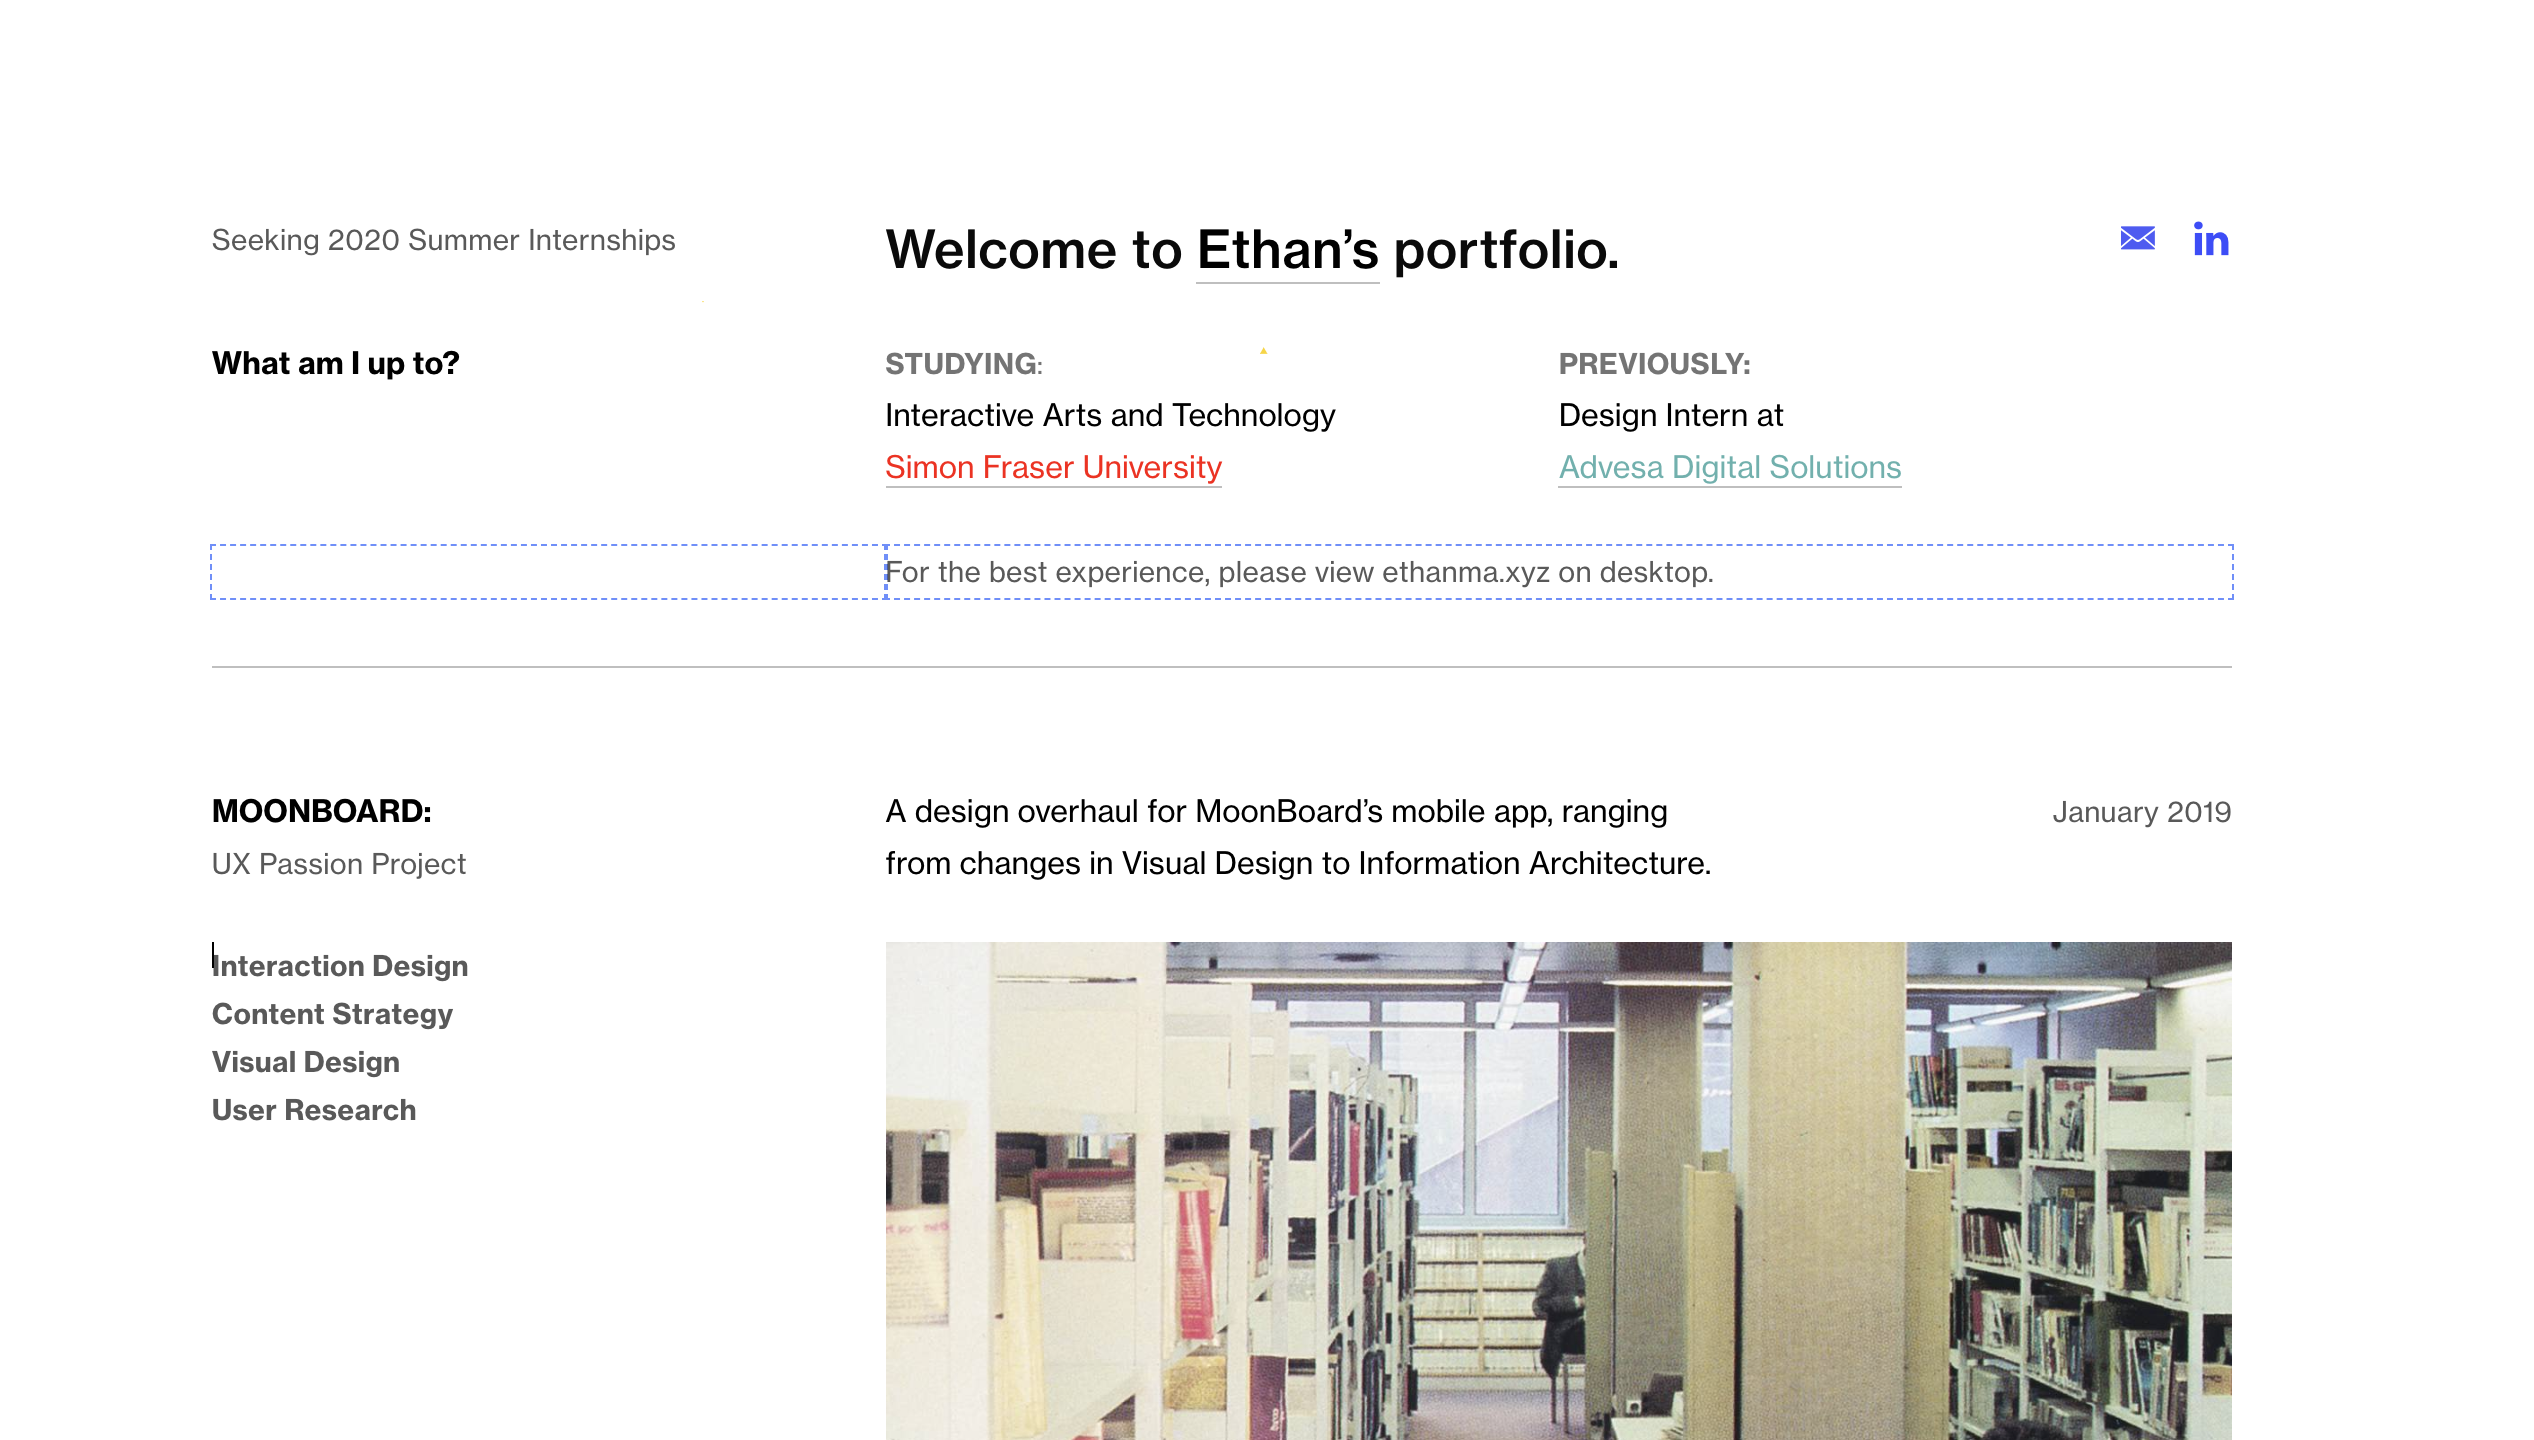 Seeking 2020 Summer Internships
Welcome to Ethan’s portfolio.
in
What am I up to?
STUDYING:
Interactive Arts and Technology
Simon Fraser University
PREVIOUSLY:
Design Intern at
Advesa Digital Solutions
For the best experience, please view ethanma.xyz on desktop.
MOONBOARD:
UX Passion Project
A design overhaul for MoonBoard’s mobile app, ranging
from changes in Visual Design to Information Architecture.
January 2019
Interaction Design
Content Strategy
Visual Design
User Research